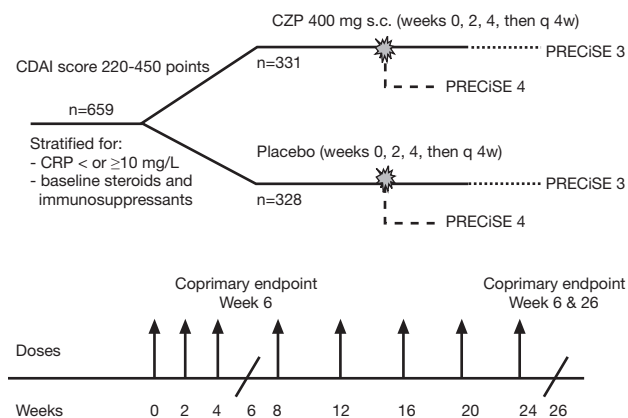 CZP 400 mg s.c. (weeks 0, 2, 4, then q 4w)
CDAI score 220-450 points
n=331
PRECiSE 3
PRECiSE 4
n=659
Stratified for:
- CRP < or ≥10 mg/L
- baseline steroids and
immunosuppressants
Placebo (weeks 0, 2, 4, then q 4w)
n=328
PRECiSE 3
PRECiSE 4
Coprimary endpoint
Week 6
Coprimary endpoint
Week 6 & 26
Doses
Weeks 0 2 4 6 8 12 16 20 24 26